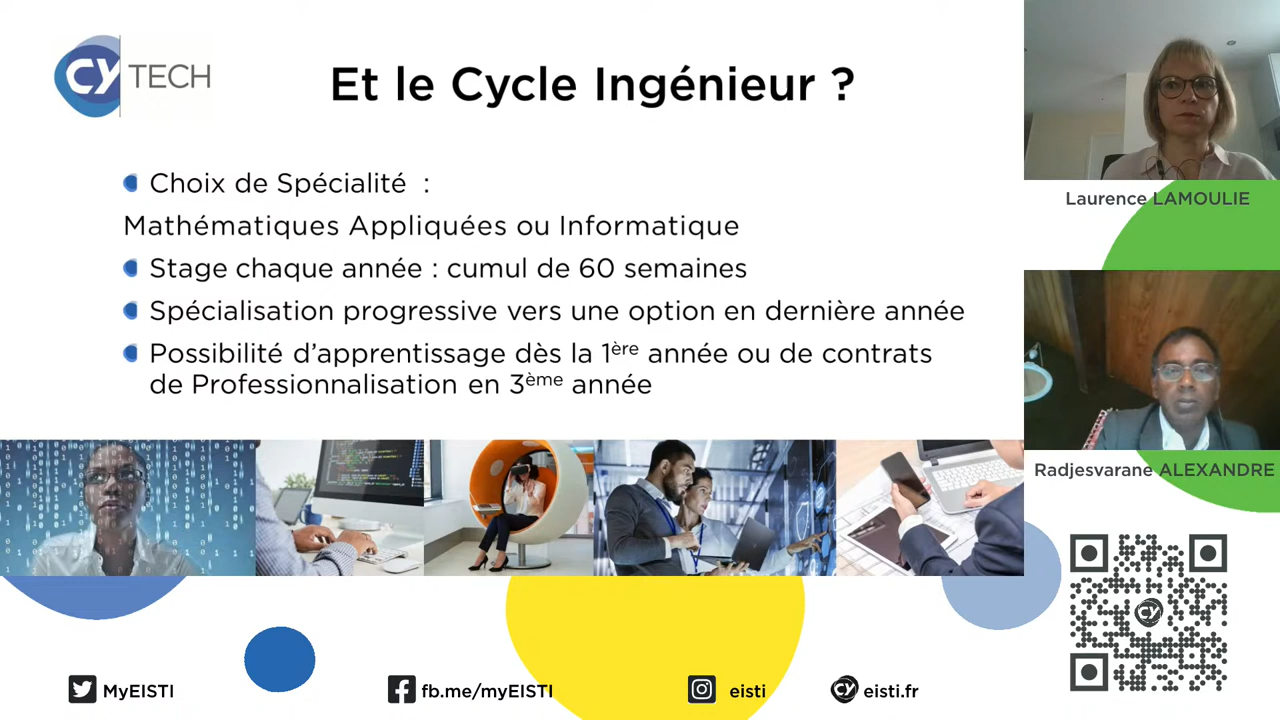 CY TECH
Et le Cycle Ingénieur ?
Choix de Spécialité :
Mathématiques Appliquées ou Informatique
Stage chaque année : cumul de 60 semaines
Spécialisation progressive vers une option en dernière année
Possibilité d’apprentissage dès la 1ère année ou de contrats
de Professionnalisation en 3ème année
Laurence LAMOULIE
Radjesvarane ALEXANDRE
CY
MyEISTI
fb.me/myEISTI
eisti
CY eisti.fr